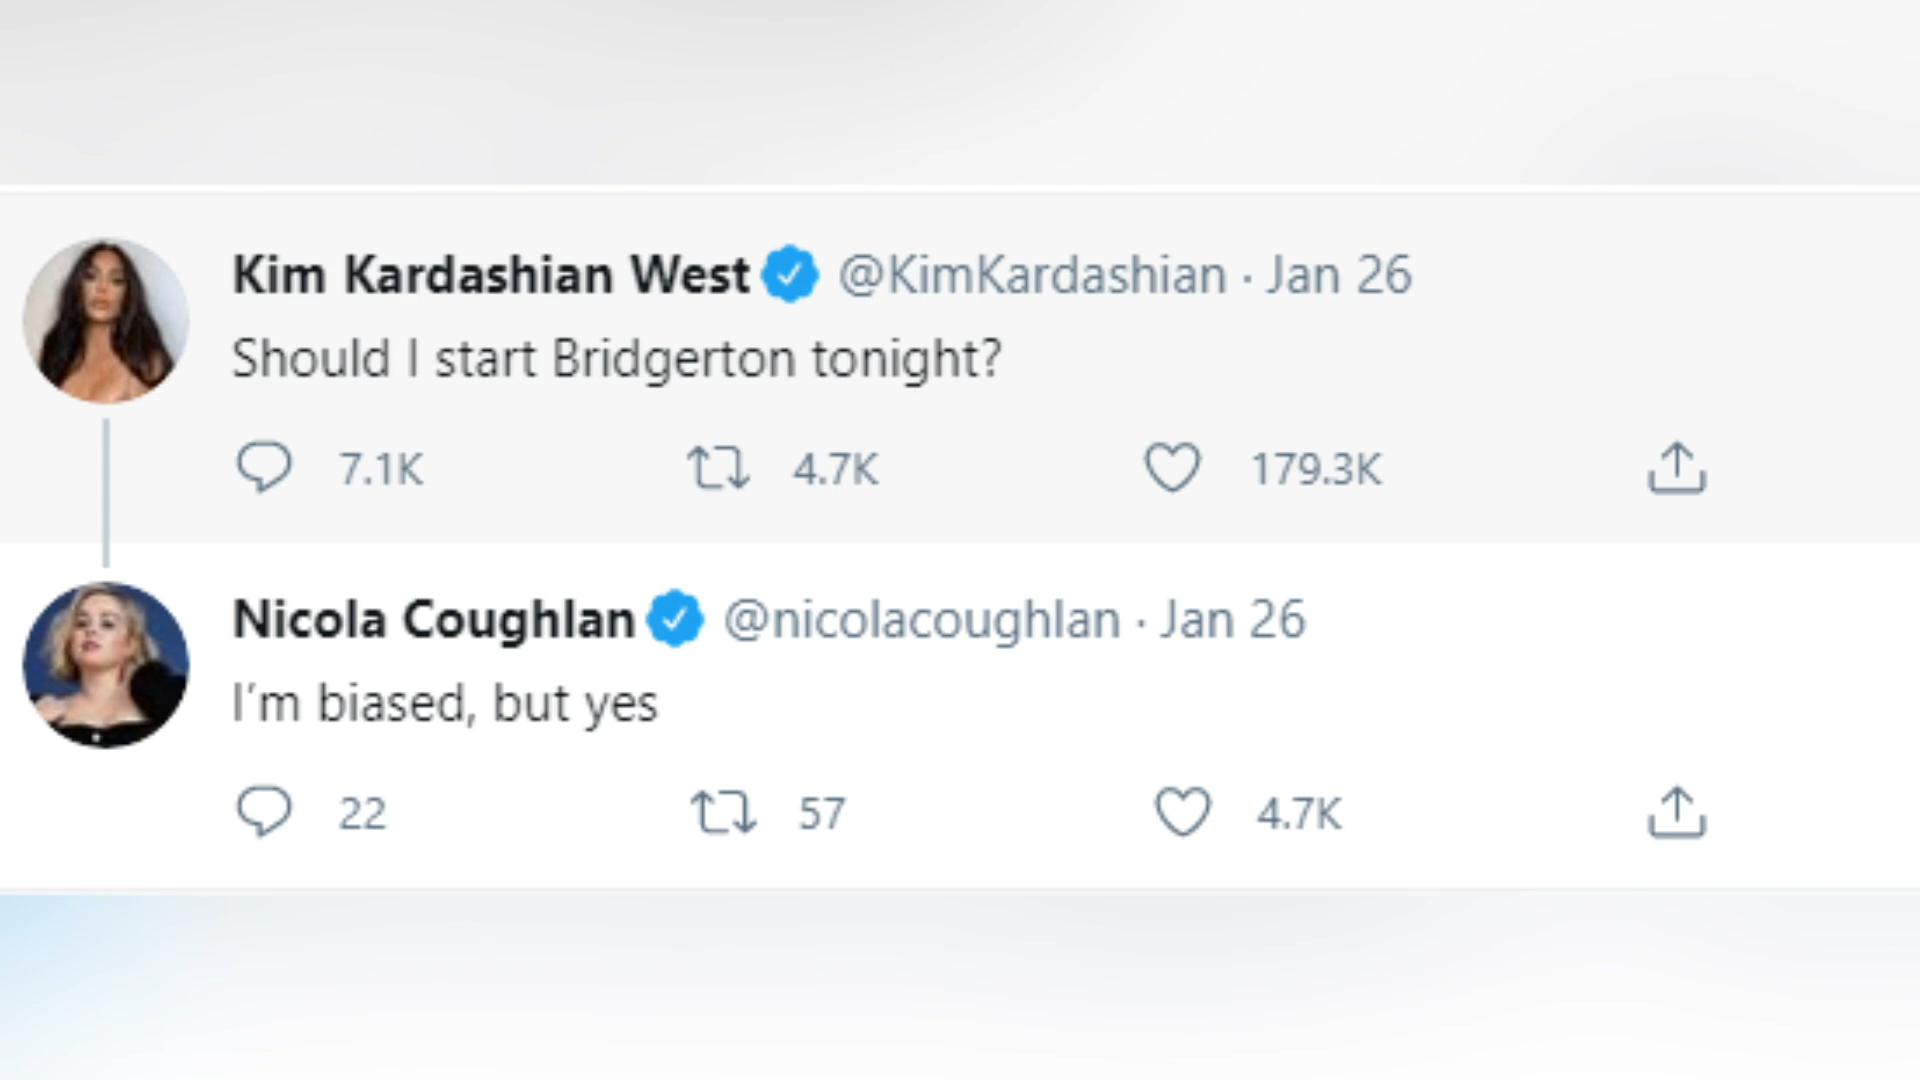 Kim Kardashian West @KimKardashian · Jan 26
Should I start Bridgerton tonight?
7.1K 4.7K 179.3K
Nicola Coughlan @nicolacoughlan · Jan 26
I'm biased, but yes
22 57 4.7K